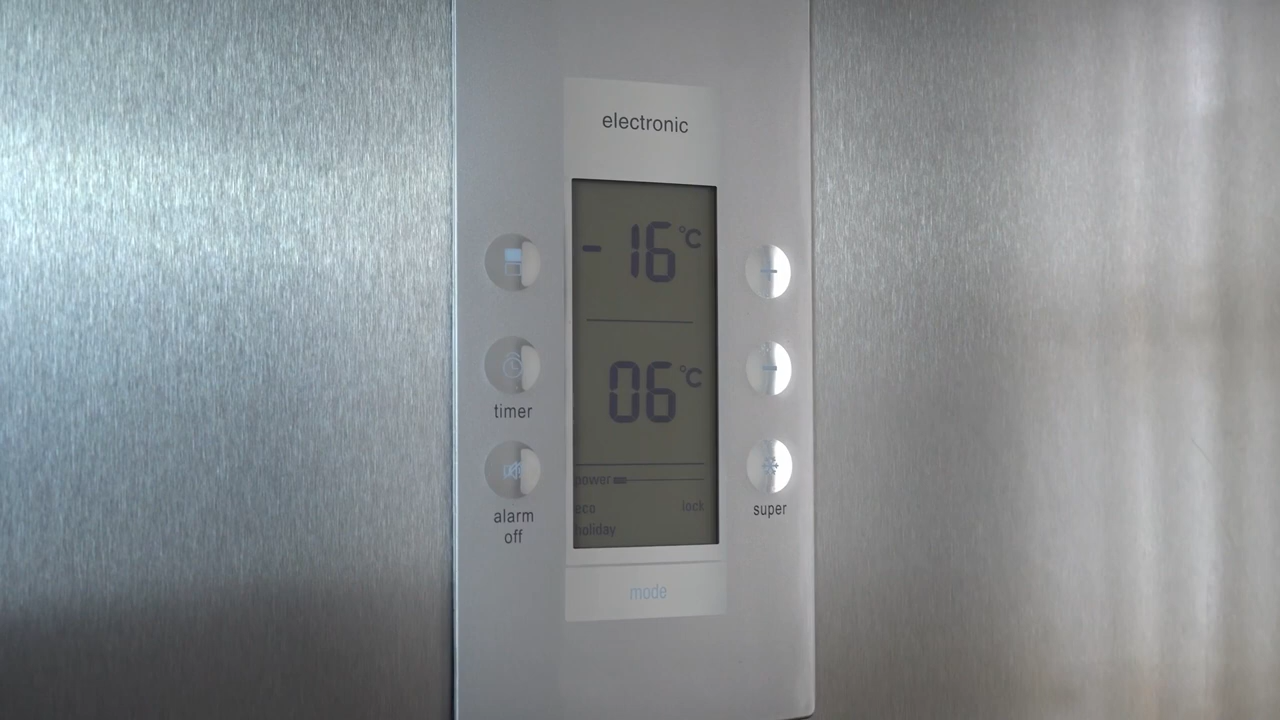 electronic
- 16 °C
06 °C
power
eco lock
holiday
timer
alarm
off
super
mode